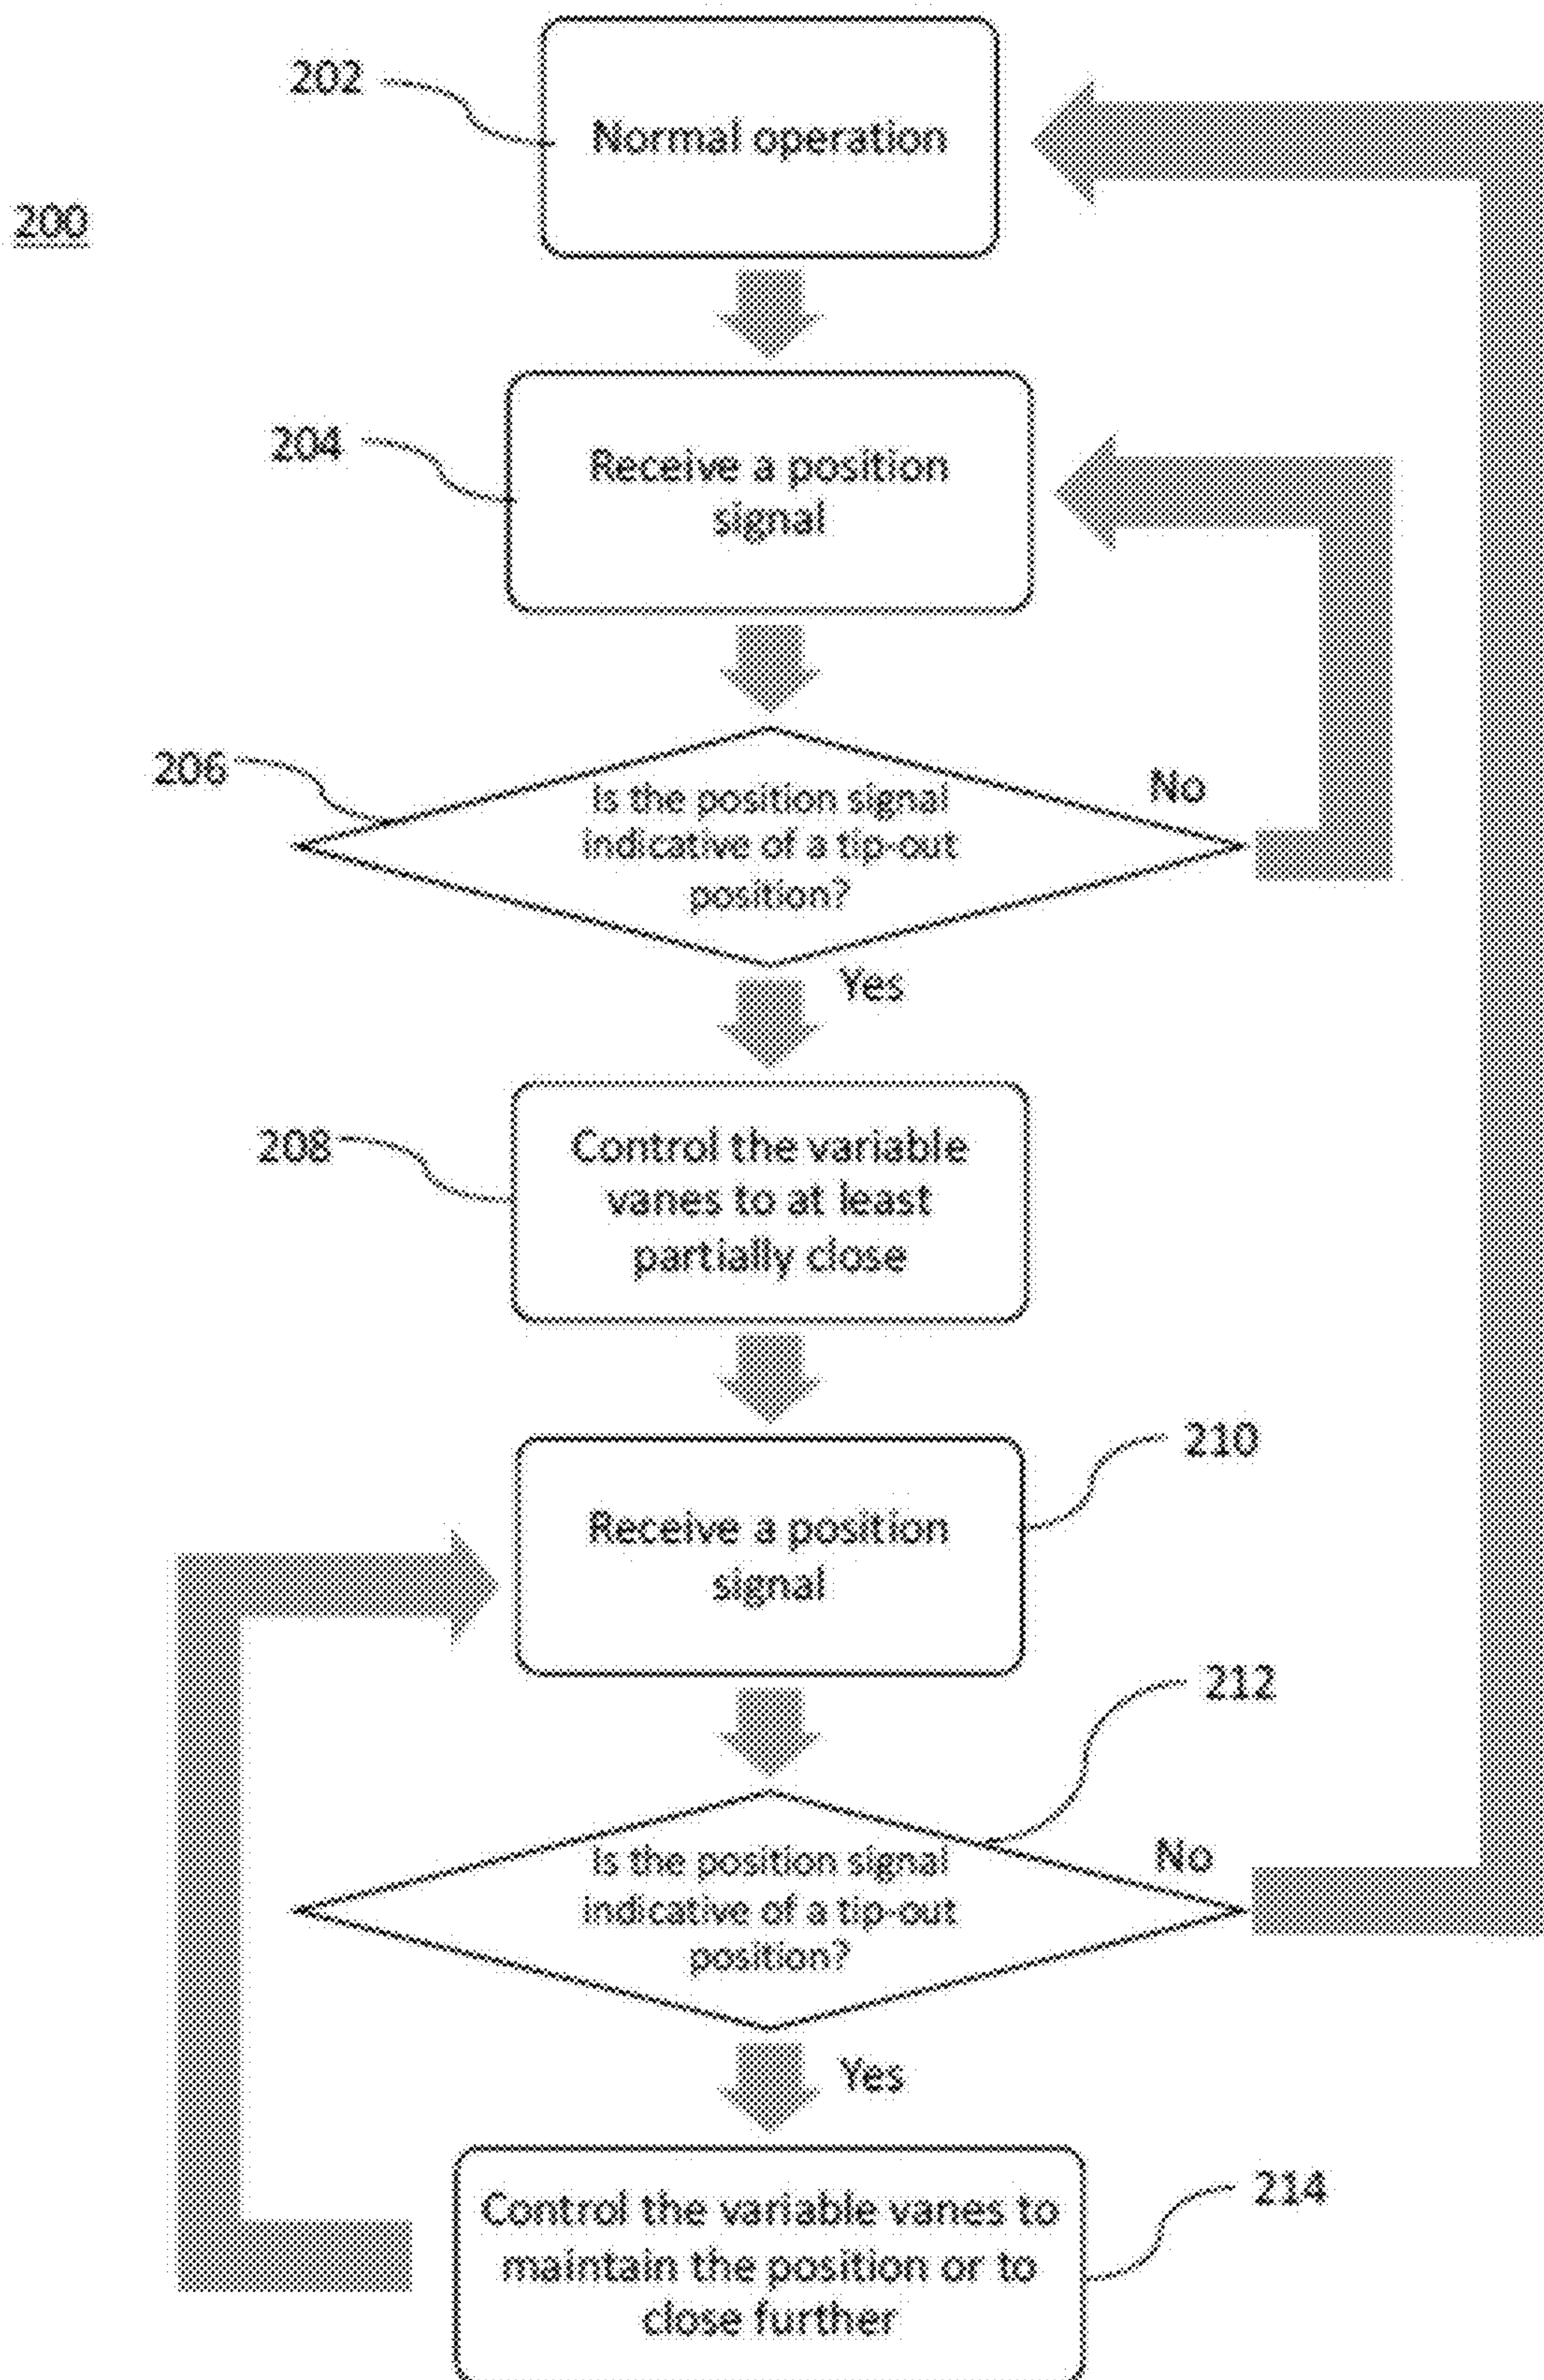 202
Normal operation
200
204
Receive a position
signal
206
Is the position signal
indicative of a tip-out
position?
No
Yes
208
Control the variable
vanes to at least
partially close
210
Receive a position
signal
212
Is the position signal
indicative of a tip-out
position?
No
Yes
Control the variable vanes to
maintain the position or to
close further
214